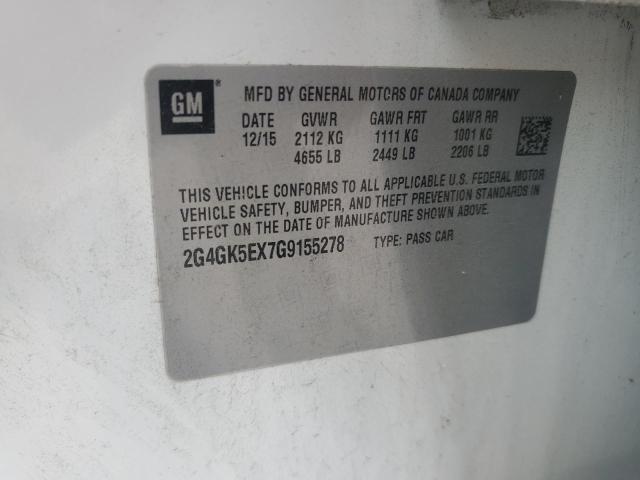 GM
MFD BY GENERAL MOTORS OF CANADA COMPANY
DATE GVWR GAWR FRT GAWR RR
12/15 2112 KG 1111 KG 1001 KG
4655 LB 2449 LB 2206 LB
THIS VEHICLE CONFORMS TO ALL APPLICABLE U.S. FEDERAL MOTOR
VEHICLE SAFETY, BUMPER, AND THEFT PREVENTION STANDARDS IN
EFFECT ON THE DATE OF MANUFACTURE SHOWN ABOVE.
2G4GK5EX7G9155278 TYPE: PASS CAR